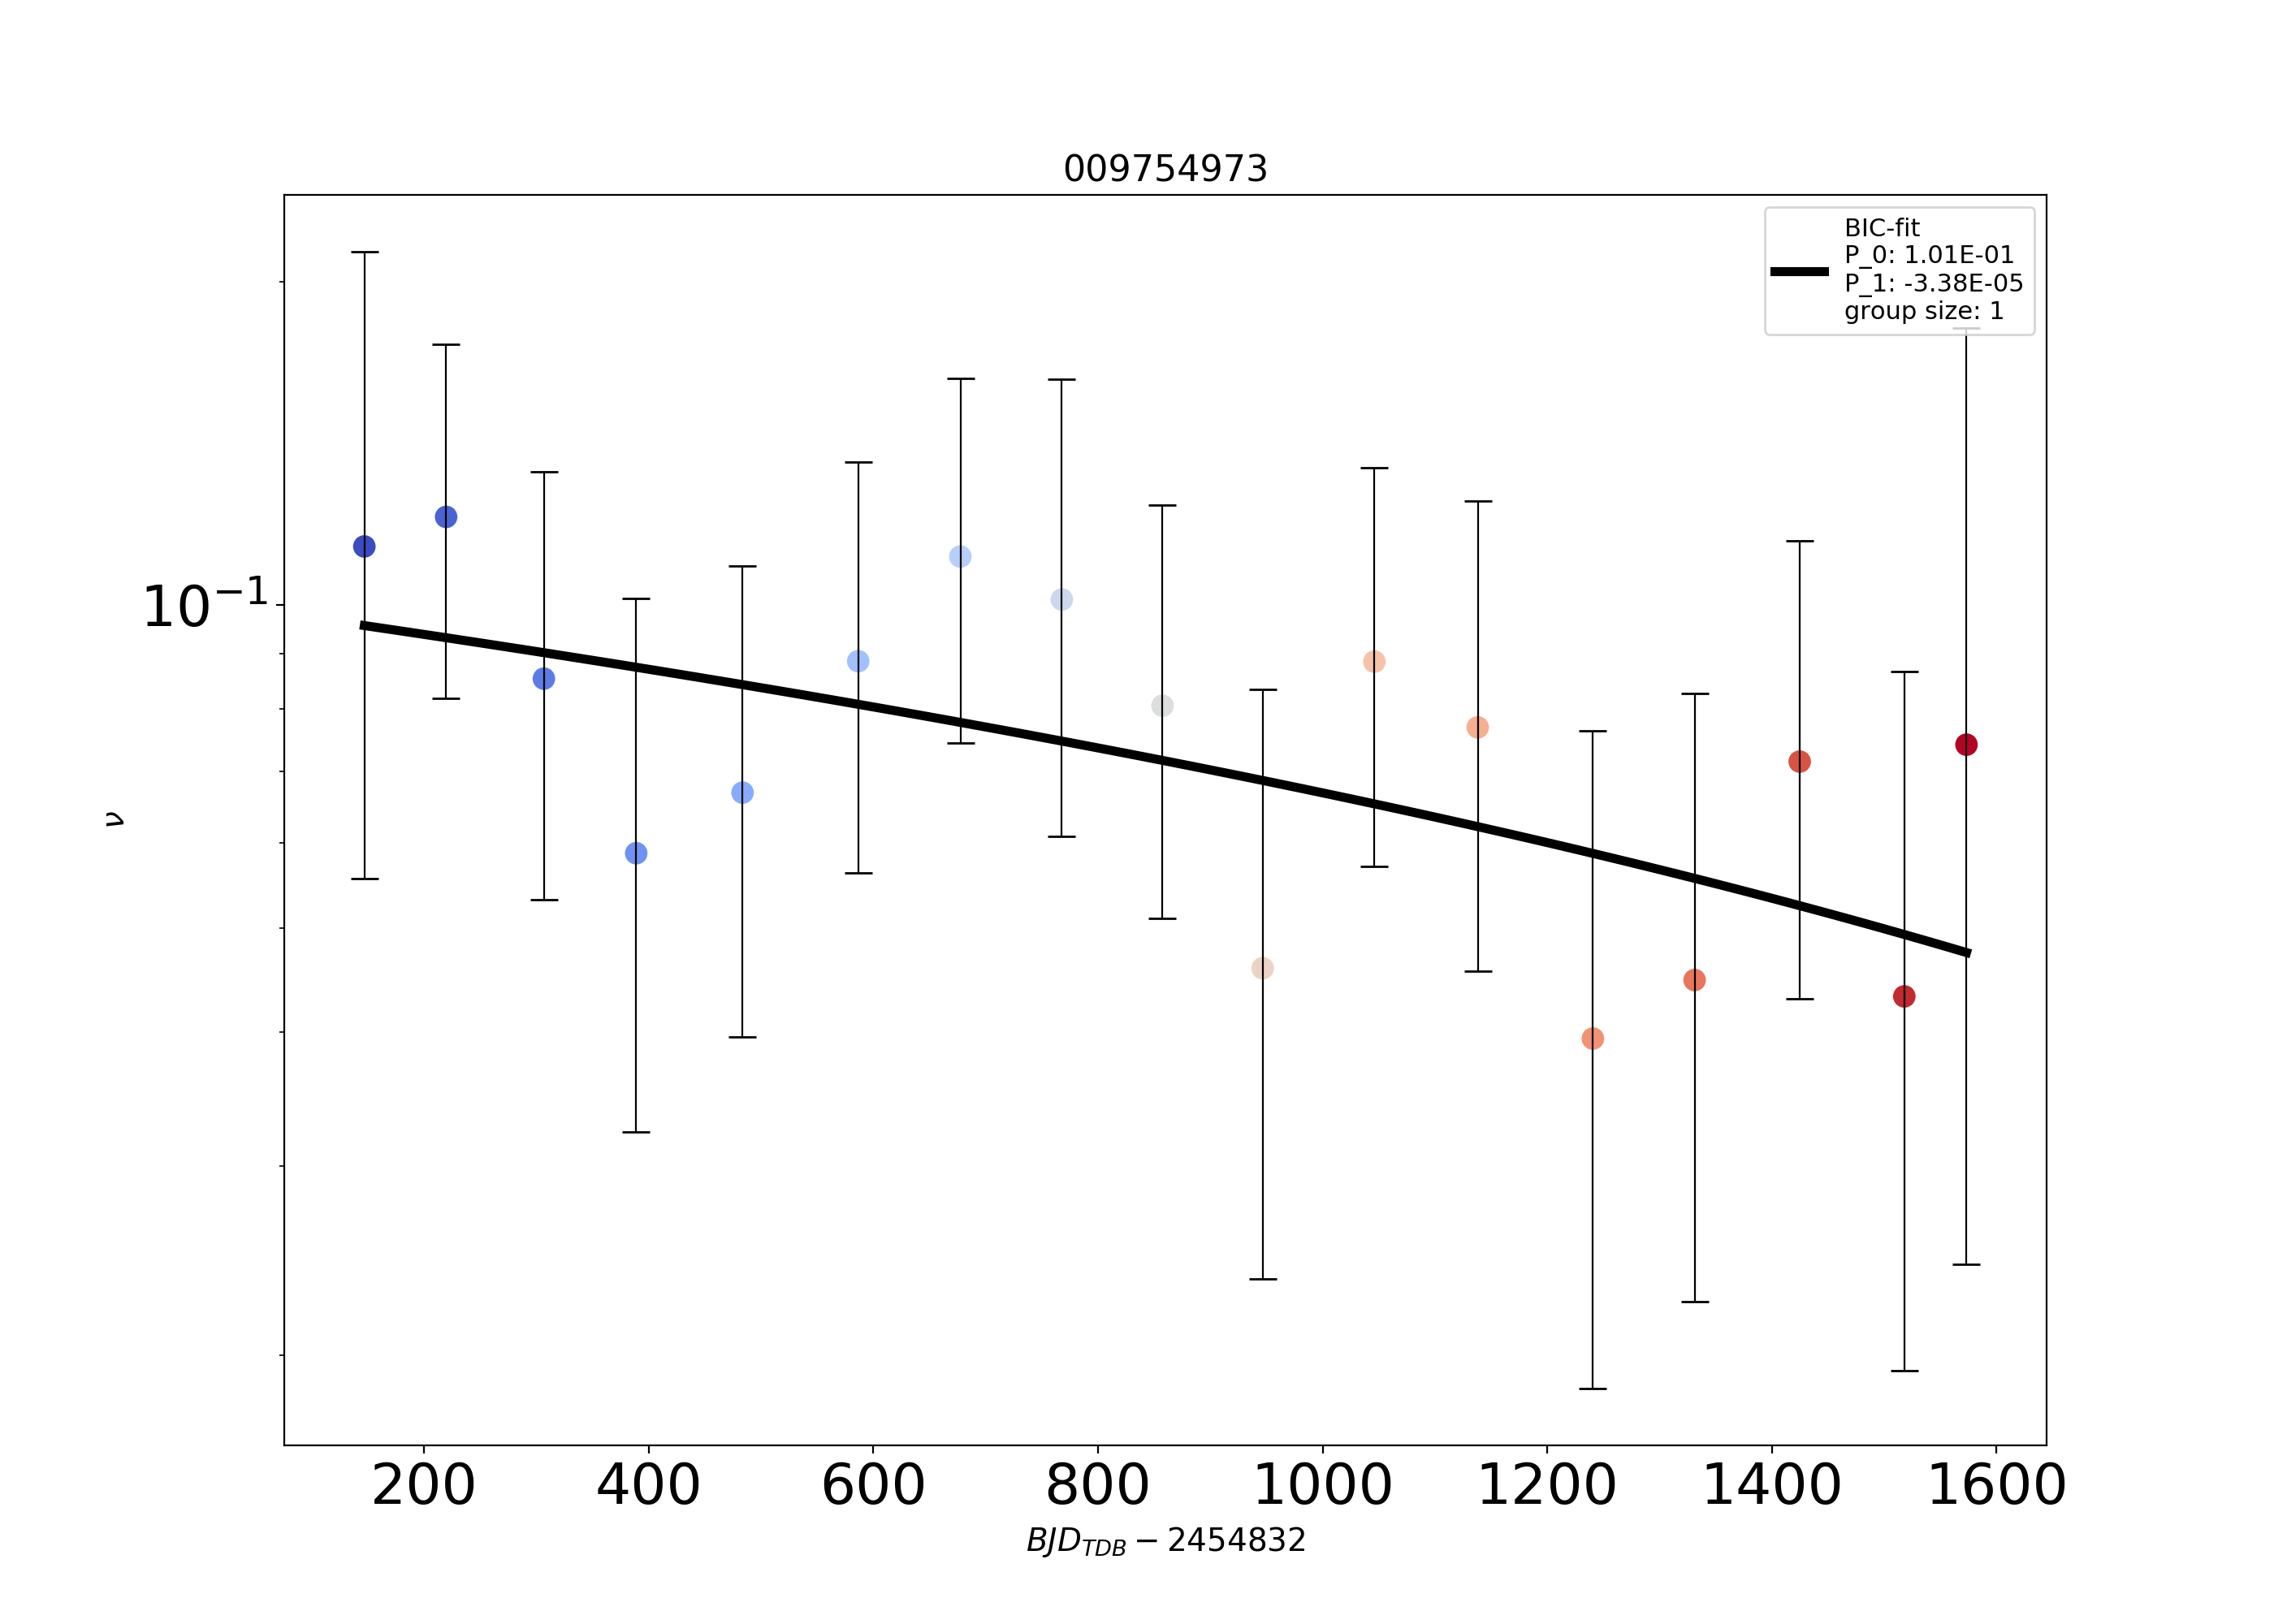 009754973
BIC-fit
P_0: 1.01E-01
P_1: -3.38E-05
group size: 1
10⁻¹
ν
200 400 600 800 1000 1200 1400 1600
BJD_TDB − 2454832